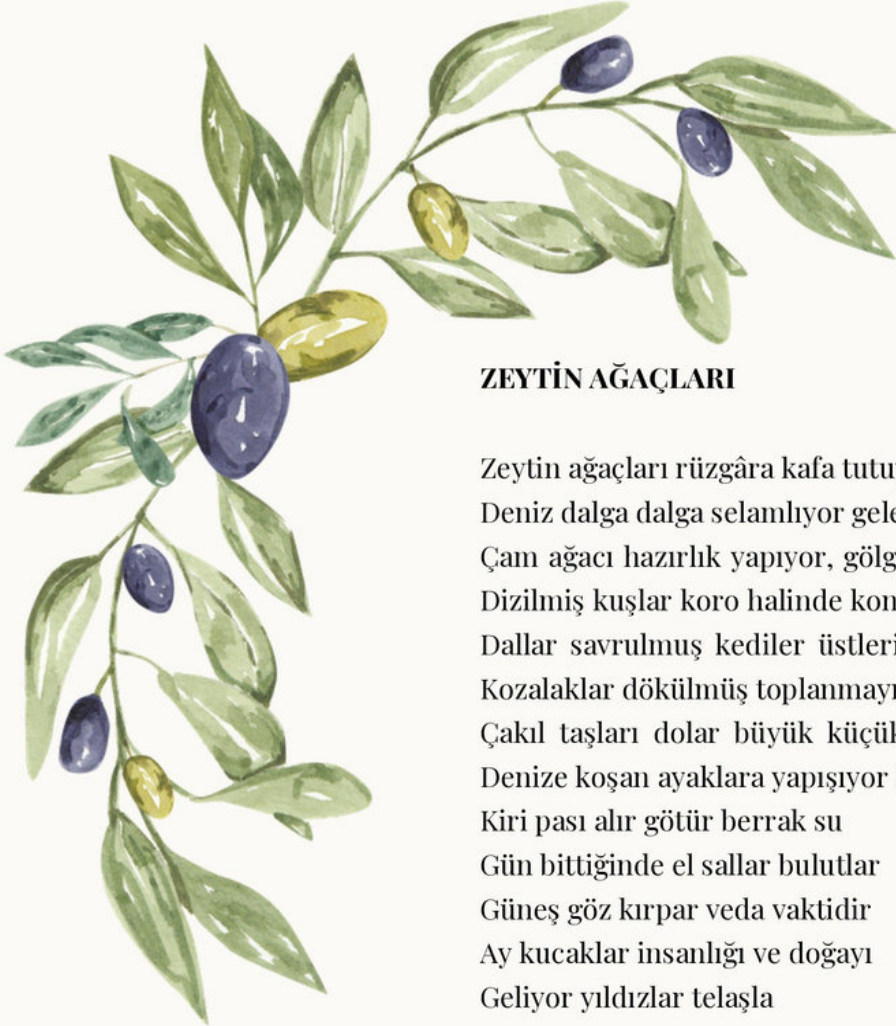 ZEYTİN AĞAÇLARI
Zeytin ağaçları rüzgâra kafa
Deniz dalga dalga selamlıyor
Çam ağacı hazırlık yapıyor,
Dizilmiş kuşlar koro halinde
Dallar savrulmuş kediler
Kozalaklar dökülmüş
Çakıl taşları dolar büyük
Denize koşan ayaklara yapışıyor
Kiri pası alır götür berrak su
Gün bittiğinde el sallar bulutlar
Güneş göz kırpar veda vaktidir
Ay kucaklar insanlığı ve doğayı
Geliyor yıldızlar telaşla